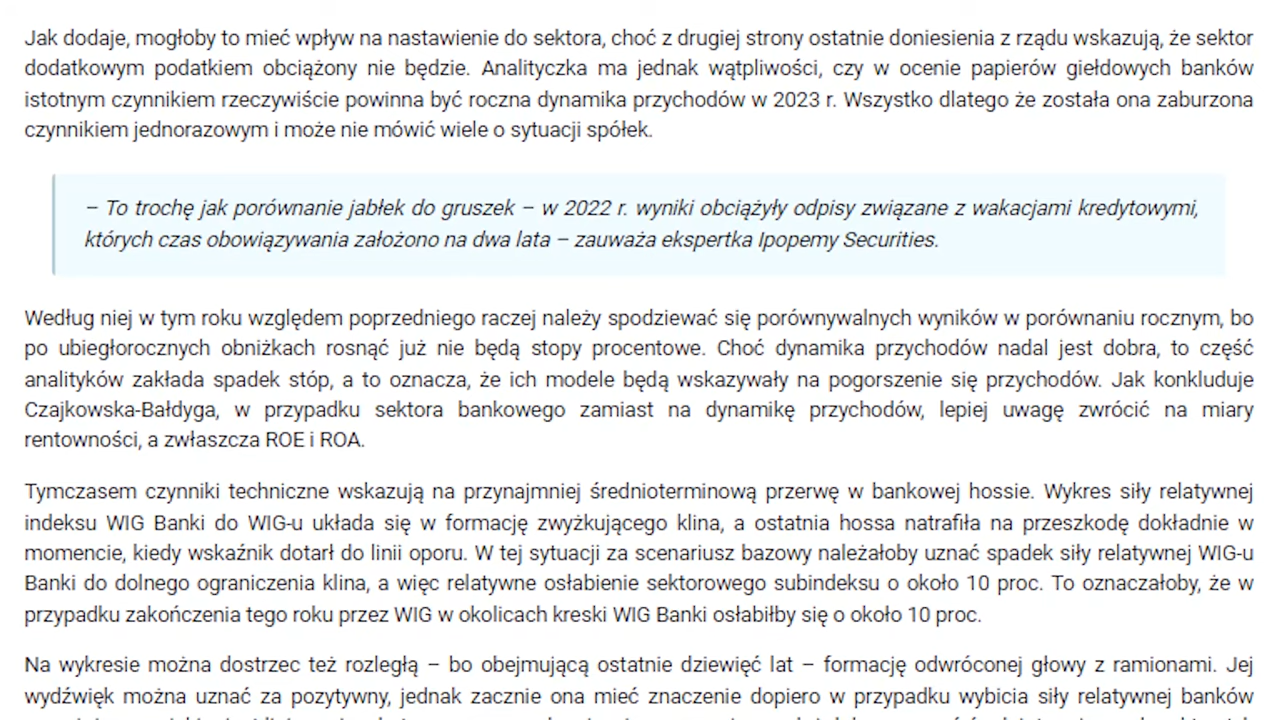 Jak dodaje, mogłoby to mieć wpływ na nastawienie do sektora, choć z drugiej strony ostatnie doniesienia z rządu wskazują, że sektor
dodatkowym podatkiem obciążony nie będzie. Analityczka ma jednak wątpliwości, czy w ocenie papierów giełdowych banków
istotnym czynnikiem rzeczywiście powinna być roczna dynamika przychodów w 2023 r. Wszystko dlatego że została ona zaburzona
czynnikiem jednorazowym i może nie mówić wiele o sytuacji spółek.
– To trochę jak porównanie jabłek do gruszek – w 2022 r. wyniki obciążyły odpisy związane z wakacjami kredytowymi,
których czas obowiązywania założono na dwa lata – zauważa ekspertka Ipopemy Securities.
Według niej w tym roku względem poprzedniego raczej należy spodziewać się porównywalnych wyników w porównaniu rocznym, bo
po ubiegłorocznych obniżkach rosnąć już nie będą stopy procentowe. Choć dynamika przychodów nadal jest dobra, to część
analityków zakłada spadek stóp, a to oznacza, że ich modele będą wskazywały na pogorszenie się przychodów. Jak konkluduje
Czajkowska-Bałdyga, w przypadku sektora bankowego zamiast na dynamikę przychodów, lepiej uwagę zwrócić na miary
rentowności, a zwłaszcza ROE i ROA.
Tymczasem czynniki techniczne wskazują na przynajmniej średnioterminową przerwę w bankowej hossie. Wykres siły relatywnej
indeksu WIG Banki do WIG-u układa się w formację zwyżkującego klina, a ostatnia hossa natrafiła na przeszkodę dokładnie w
momencie, kiedy wskaźnik dotarł do linii oporu. W tej sytuacji za scenariusz bazowy należałoby uznać spadek siły relatywnej WIG-u
Banki do dolnego ograniczenia klina, a więc relatywne osłabienie sektorowego subindeksu o około 10 proc. To oznaczałoby, że w
przypadku zakończenia tego roku przez WIG w okolicach kreski WIG Banki osłabiłby się o około 10 proc.
Na wykresie można dostrzec też rozległą – bo obejmującą ostatnie dziewięć lat – formację odwróconej głowy z ramionami. Jej
wydźwięk można uznać za pozytywny, jednak zacznie ona mieć znaczenie dopiero w przypadku wybicia siły relatywnej banków